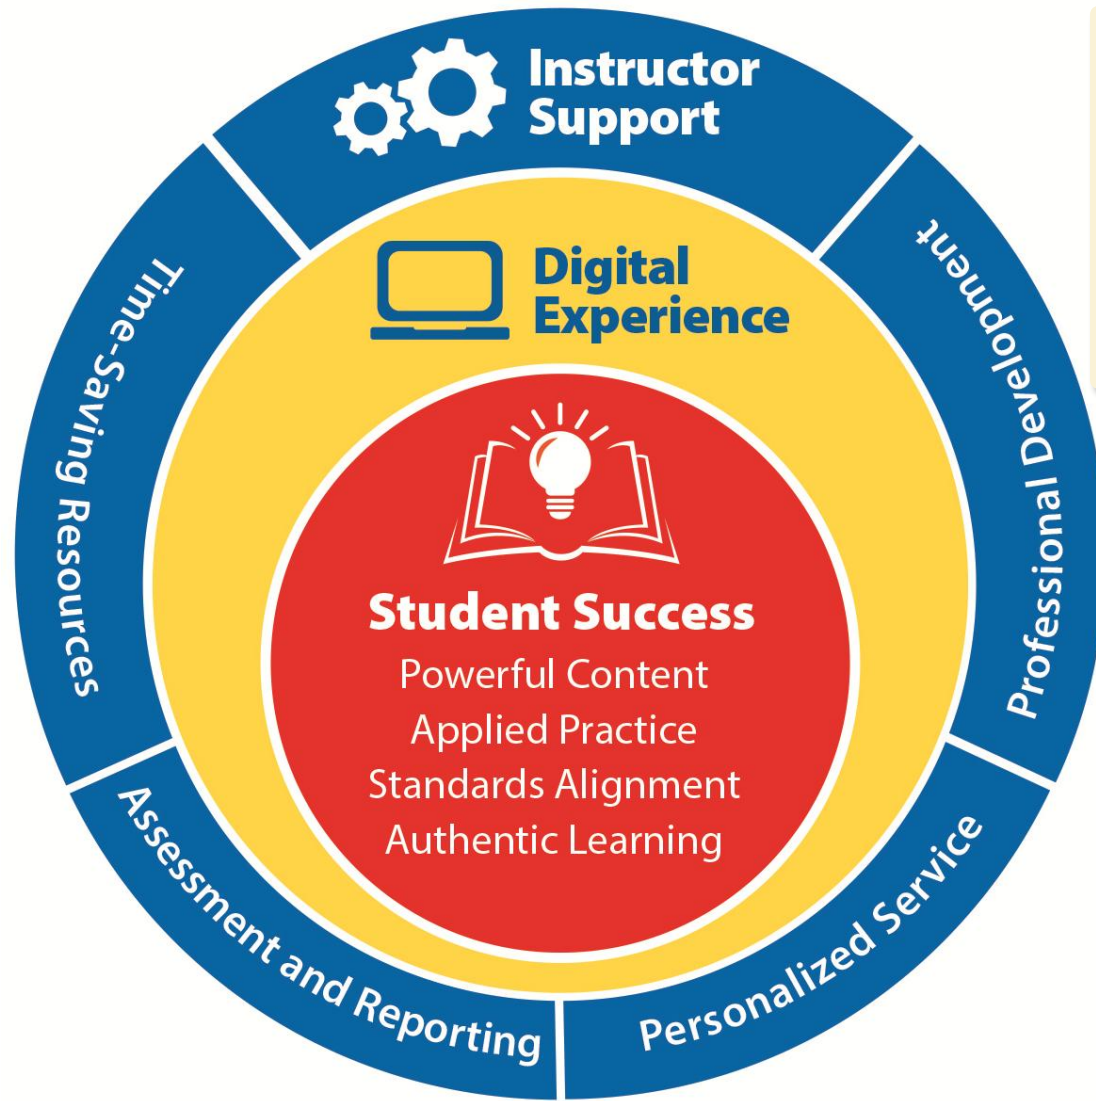 Instructor
Support
Digital
Experience
Student Success
Powerful Content
Applied Practice
Standards Alignment
Authentic Learning
Time-Saving Resources
Professional Development
Assessment and Reporting
Personalized Service